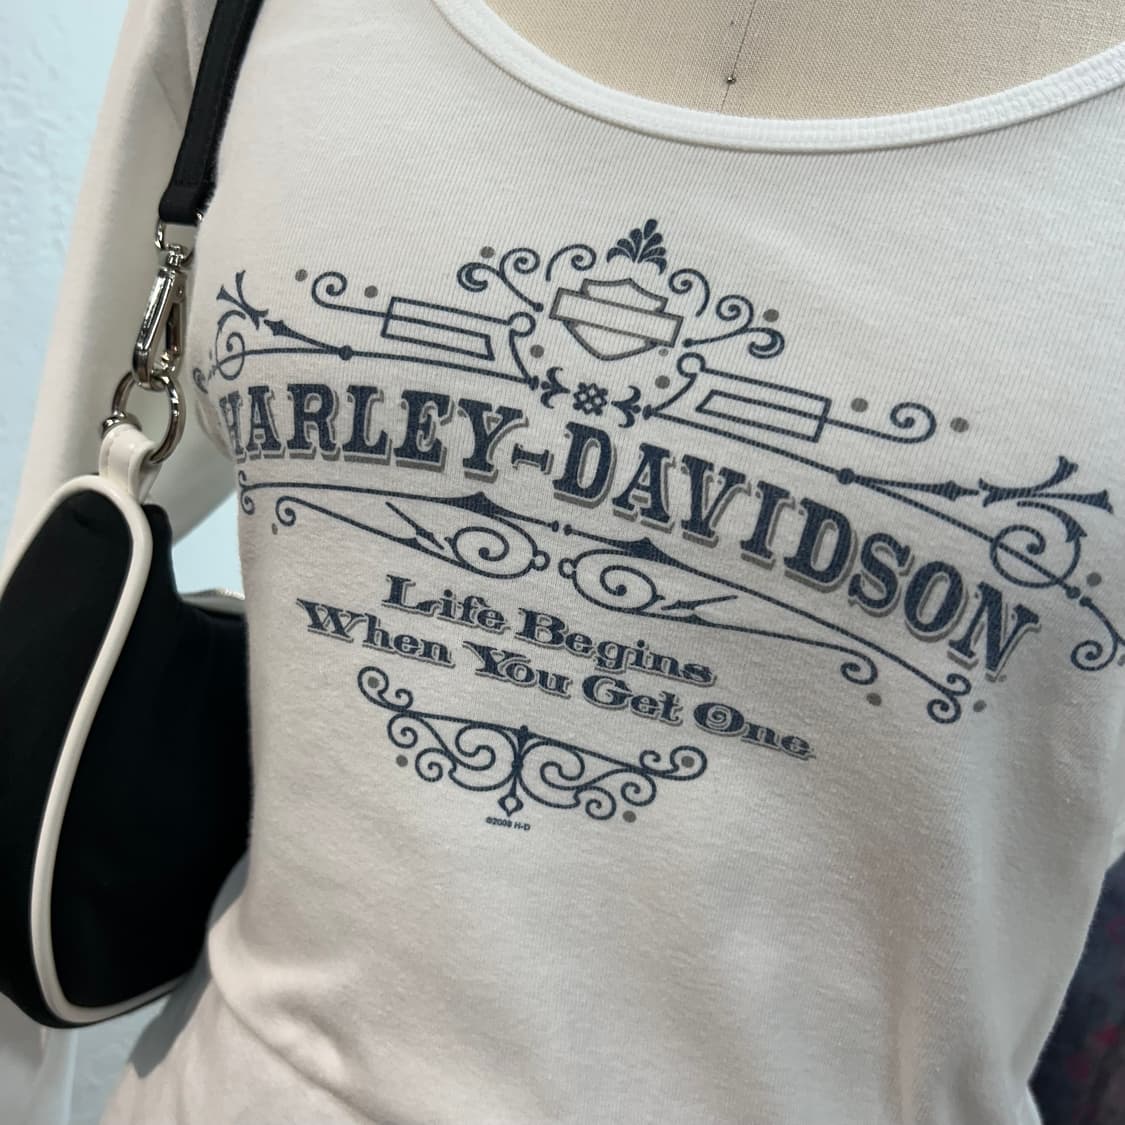 HARLEY-DAVIDSON
Life Begins
When You Get One
©2008 H-D